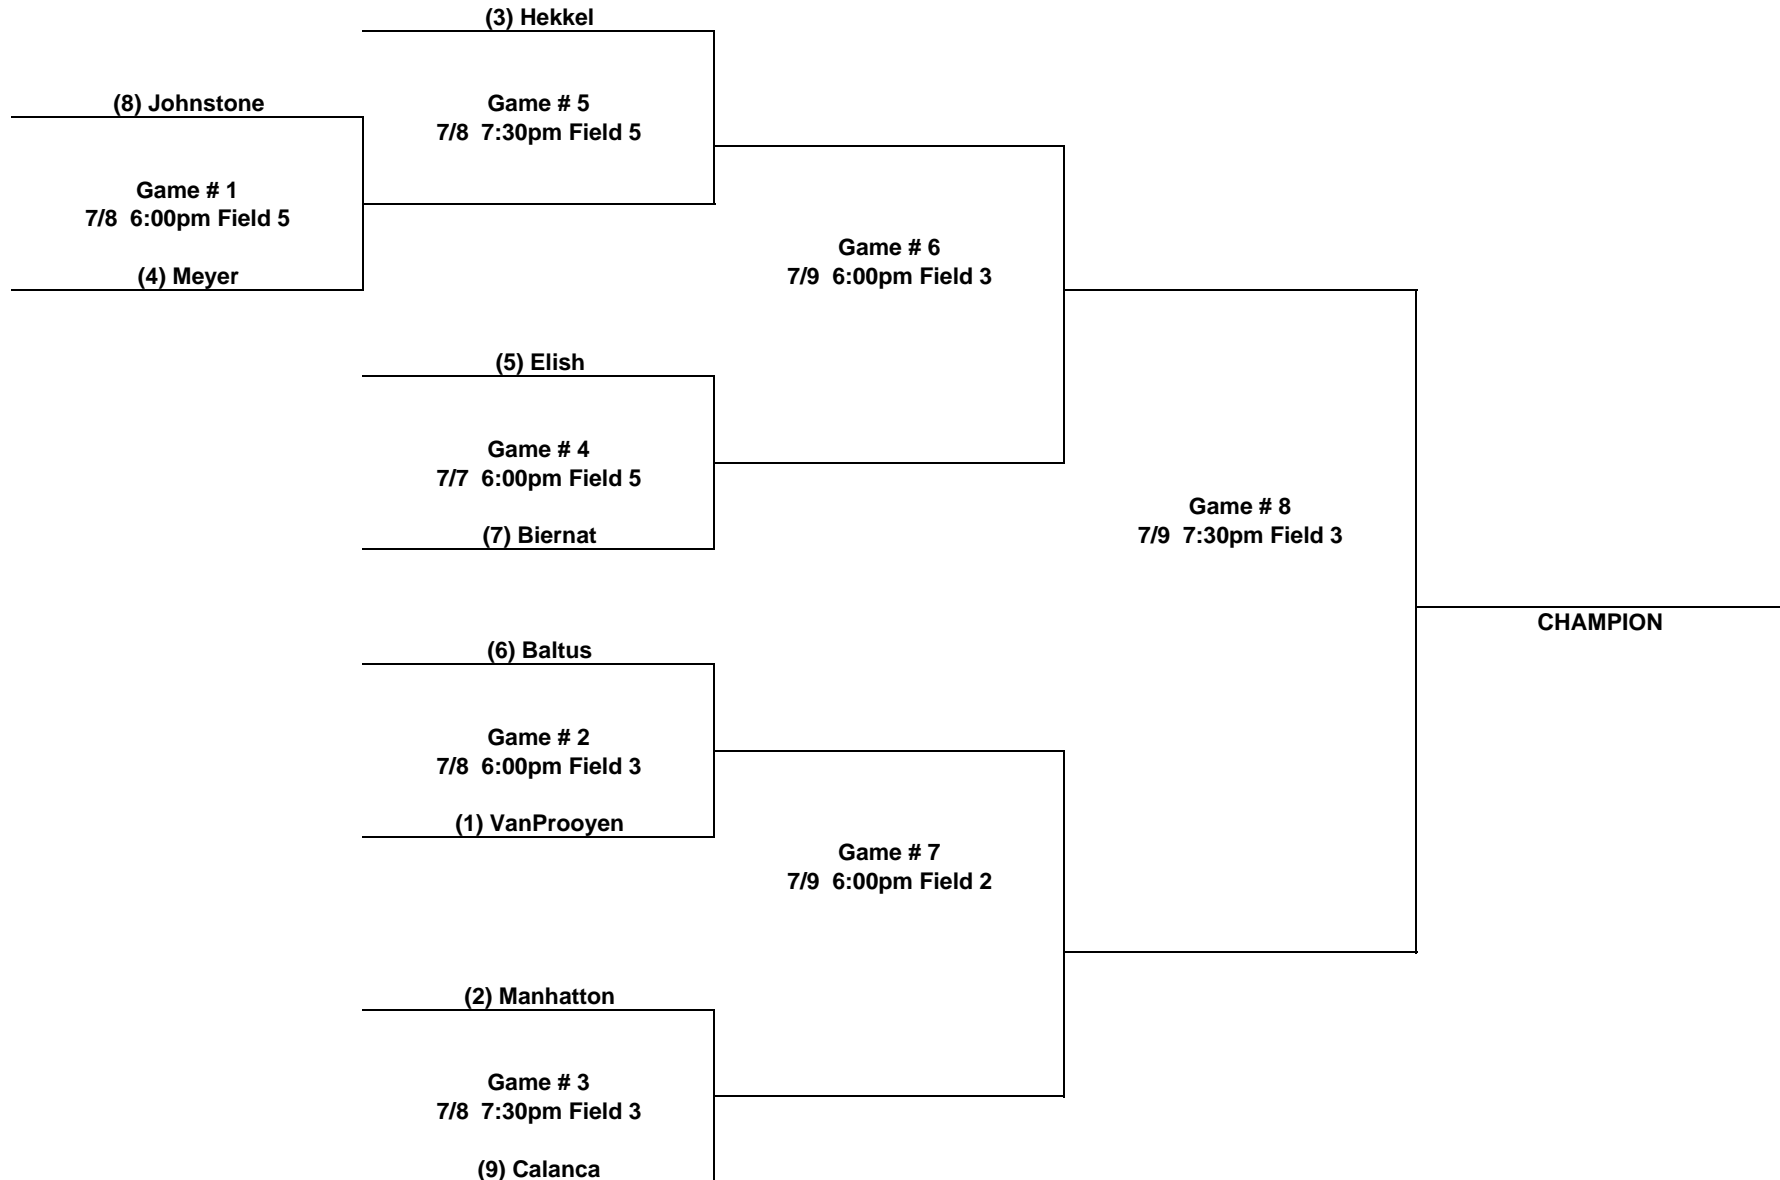 (3) Hekkel
(8) Johnstone
Game # 5
7/8  7:30pm Field 5
Game # 1
7/8  6:00pm Field 5
(4) Meyer
Game # 6
7/9  6:00pm Field 3
(5) Elish
Game # 4
7/7  6:00pm Field 5
(7) Biernat
Game # 8
7/9  7:30pm Field 3
CHAMPION
(6) Baltus
Game # 2
7/8  6:00pm Field 3
(1) VanProoyen
Game # 7
7/9  6:00pm Field 2
(2) Manhatton
Game # 3
7/8  7:30pm Field 3
(9) Calanca